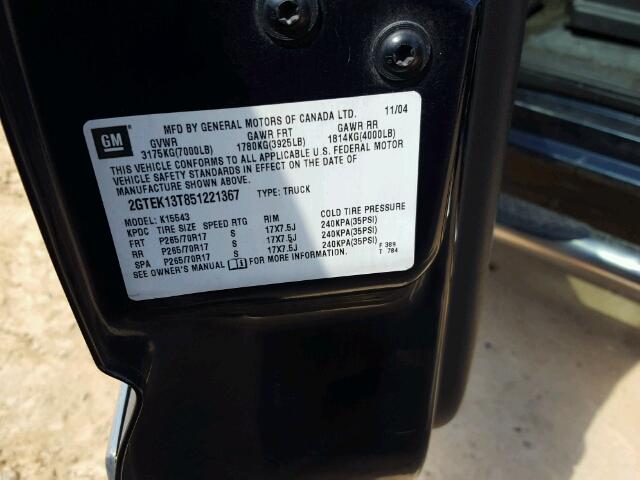 GM
MFD BY GENERAL MOTORS OF CANADA LTD. 11/04
GVWR GAWR FRT GAWR RR
3175KG(7000LB) 1780KG(3925LB) 1814KG(4000LB)
THIS VEHICLE CONFORMS TO ALL APPLICABLE U.S. FEDERAL MOTOR
VEHICLE SAFETY STANDARDS IN EFFECT ON THE DATE OF
MANUFACTURE SHOWN ABOVE.
2GTEK13T851221367 TYPE: TRUCK
MODEL: K15543
KPDC TIRE SIZE SPEED RTG RIM COLD TIRE PRESSURE
FRT P265/70R17 S 17X7.5J 240KPA(35PSI)
RR P265/70R17 S 17X7.5J 240KPA(35PSI)
SPA P265/70R17 S 17X7.5J 240KPA(35PSI)
SEE OWNER'S MANUAL FOR MORE INFORMATION.
F 389
T 784